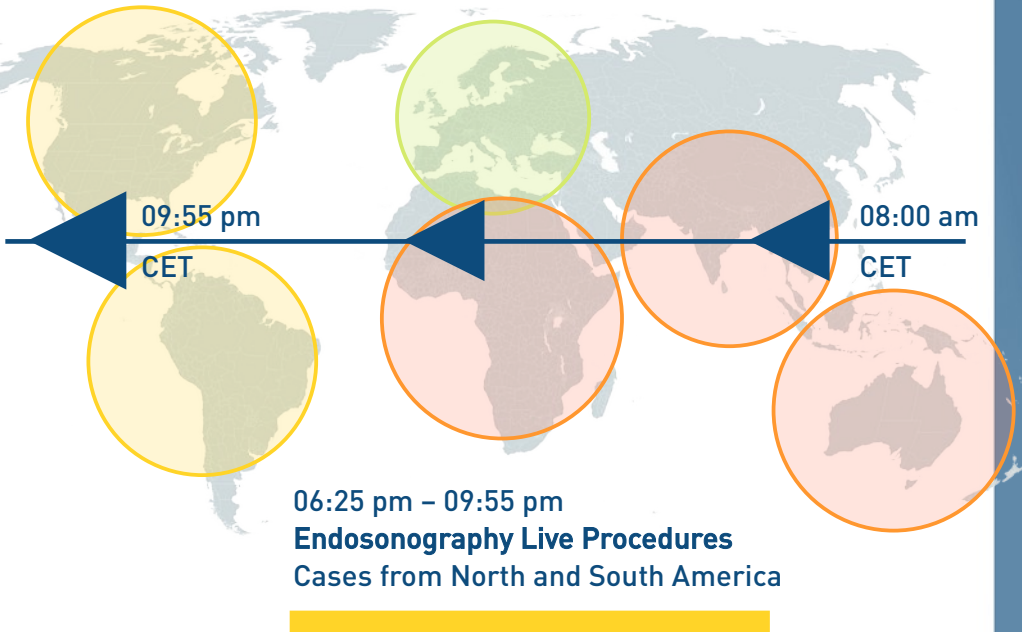 09:55 pm
CET
08:00 am
CET
06:25 pm – 09:55 pm
Endosonography Live Procedures
Cases from North and South America